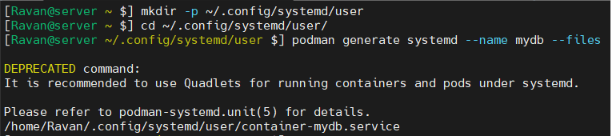 [Ravan@server ~ $] mkdir -p ~/.config/systemd/user
[Ravan@server ~ $] cd ~/.config/systemd/user/
[Ravan@server ~/.config/systemd/user $] podman generate systemd --name mydb --files
DEPRECATED command:
It is recommended to use Quadlets for running containers and pods under systemd.
Please refer to podman-systemd.unit(5) for details.
/home/Ravan/.config/systemd/user/container-mydb.service